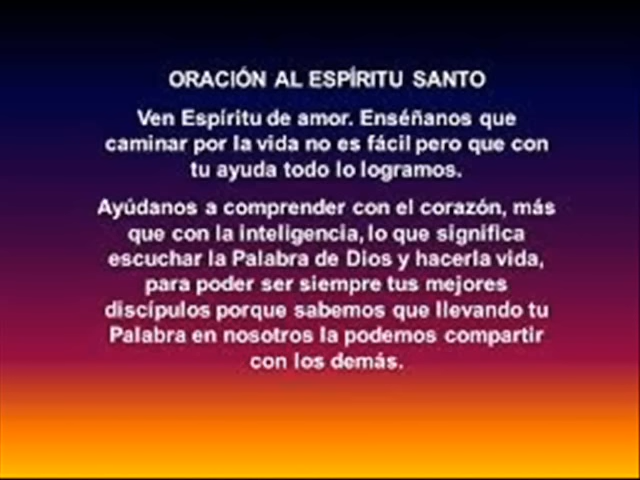 ORACIÓN AL ESPÍRITU SANTO
Ven Espíritu de amor. Enséñanos que
caminar por la vida no es fácil pero que con
tu ayuda todo lo logramos.
Ayúdanos a comprender con el corazón, más
que con la inteligencia, lo que significa
escuchar la Palabra de Dios y hacerla vida,
para poder ser siempre tus mejores
discípulos porque sabemos que llevando tu
Palabra en nosotros la podemos compartir
con los demás.